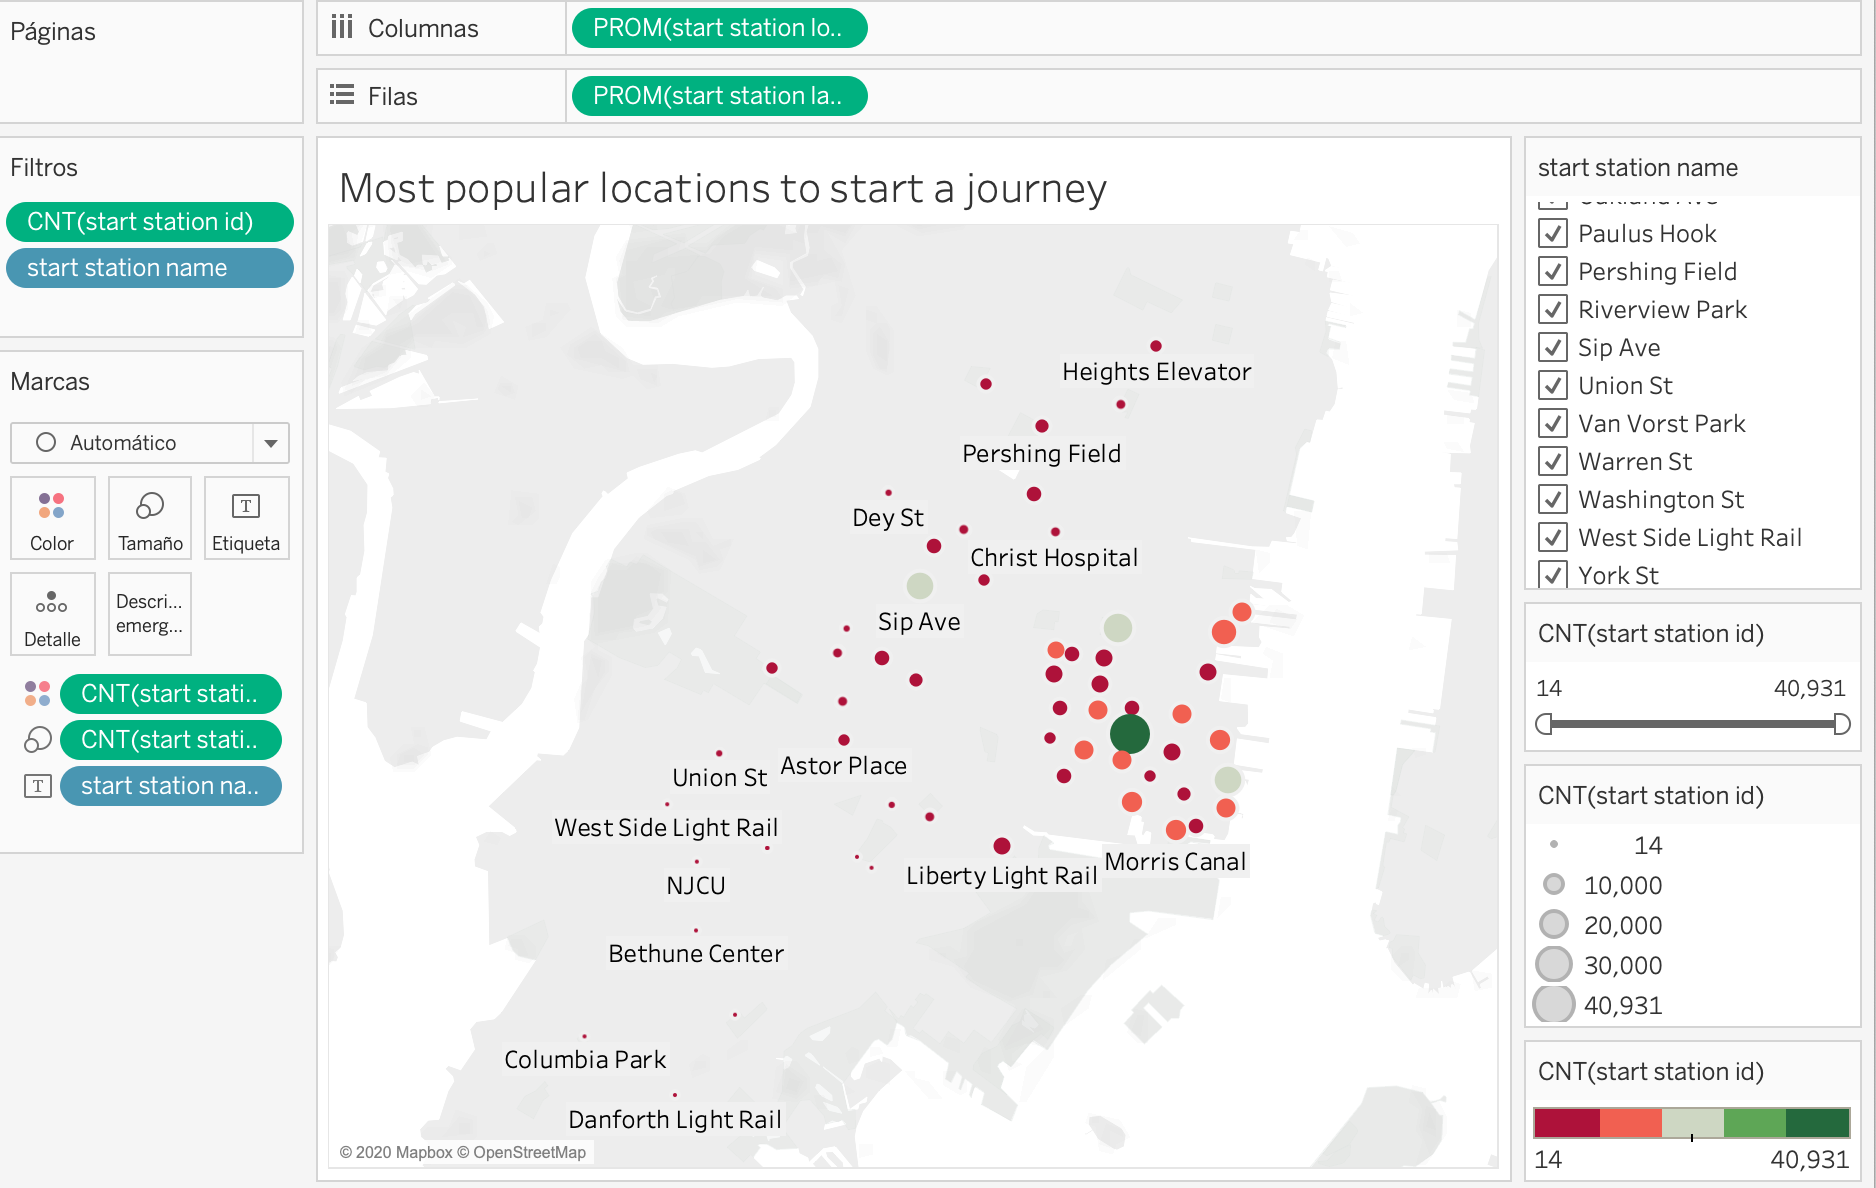 Páginas
Columnas
PROM(start station lo..
Filas
PROM(start station la..
Filtros
CNT(start station id)
start station name
Marcas
Automático
Color
Tamaño
Etiqueta
Detalle
Descri...
emerg...
CNT(start stati..
CNT(start stati..
start station na..
Most popular locations to start a journey
Heights Elevator
Pershing Field
Dey St
Christ Hospital
Sip Ave
Union St
Astor Place
West Side Light Rail
NJCU
Liberty Light Rail
Morris Canal
Bethune Center
Columbia Park
Danforth Light Rail
© 2020 Mapbox © OpenStreetMap
start station name
Paulus Hook
Pershing Field
Riverview Park
Sip Ave
Union St
Van Vorst Park
Warren St
Washington St
West Side Light Rail
York St
CNT(start station id)
14
40,931
CNT(start station id)
14
10,000
20,000
30,000
40,931
CNT(start station id)
14
40,931